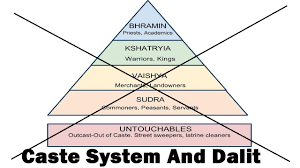 BHRAMIN
Priests, Academics
KSHATRYIA
Warriors, Kings
VAISHYA
Merchants, Landowners
SUDRA
Commoners, Peasants, Servants
UNTOUCHABLES
Outcast-Out of Caste. Street sweepers, latrine cleaners
Caste System And Dalit